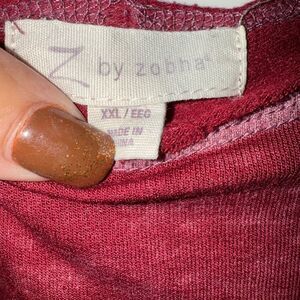 Z by zobha
XXL / EEG
MADE IN